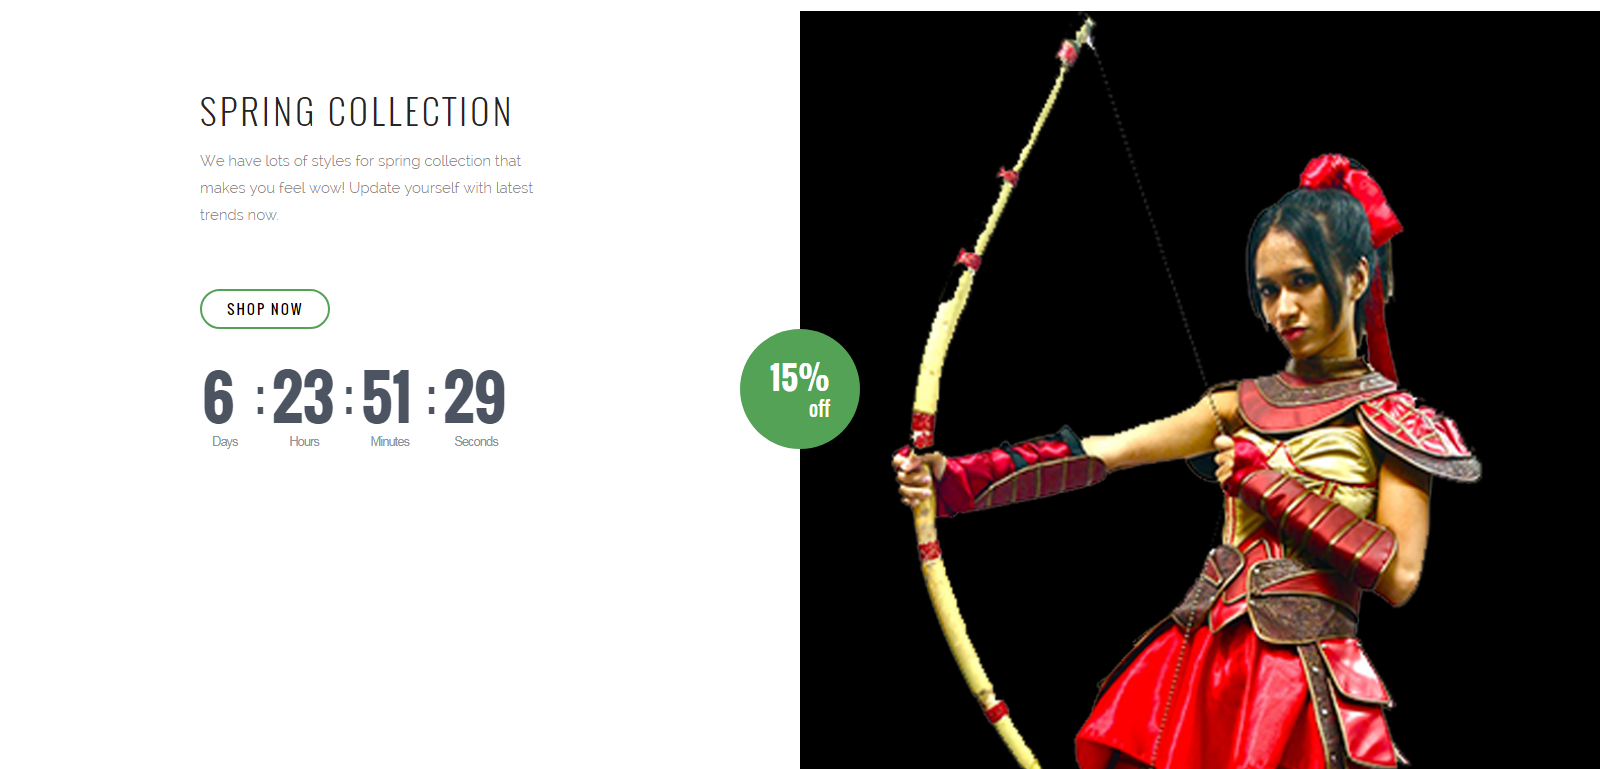 SPRING COLLECTION
We have lots of styles for spring collection that
makes you feel wow! Update yourself with latest
trends now.
SHOP NOW
6 : 23 : 51 : 29
Days Hours Minutes Seconds
15%
off